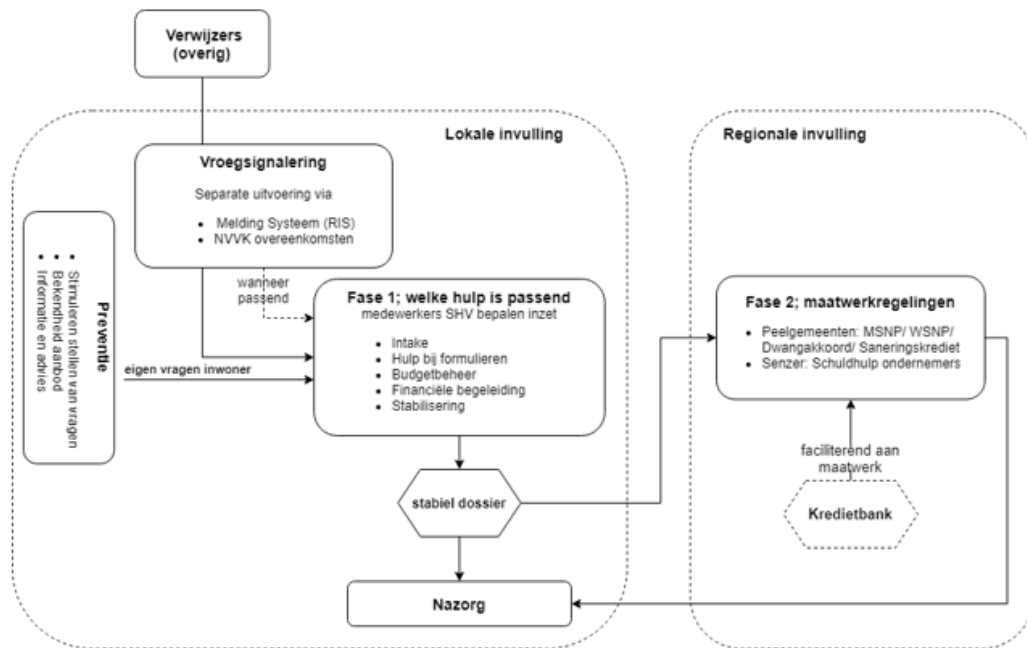 Verwijzers
(overig)
Lokale invulling
Regionale invulling
Vroegsignalering
Separate uitvoering via
• Melding Systeem (RIS)
• NVVK overeenkomsten
Preventie
• Stimuleren stellen van vragen
• Bekendheid aanbod
• Informatie en advies
wanneer
passend
eigen vragen inwoner
Fase 1; welke hulp is passend
medewerkers SHV bepalen inzet
• Intake
• Hulp bij formulieren
• Budgetbeheer
• Financiële begeleiding
• Stabilisering
Fase 2; maatwerkregelingen
• Peelgemeenten: MSNP/ WSNP/
Dwangakkoord/ Saneringskrediet
• Senzer: Schuldhulp ondernemers
faciliterend aan
maatwerk
Kredietbank
stabiel dossier
Nazorg